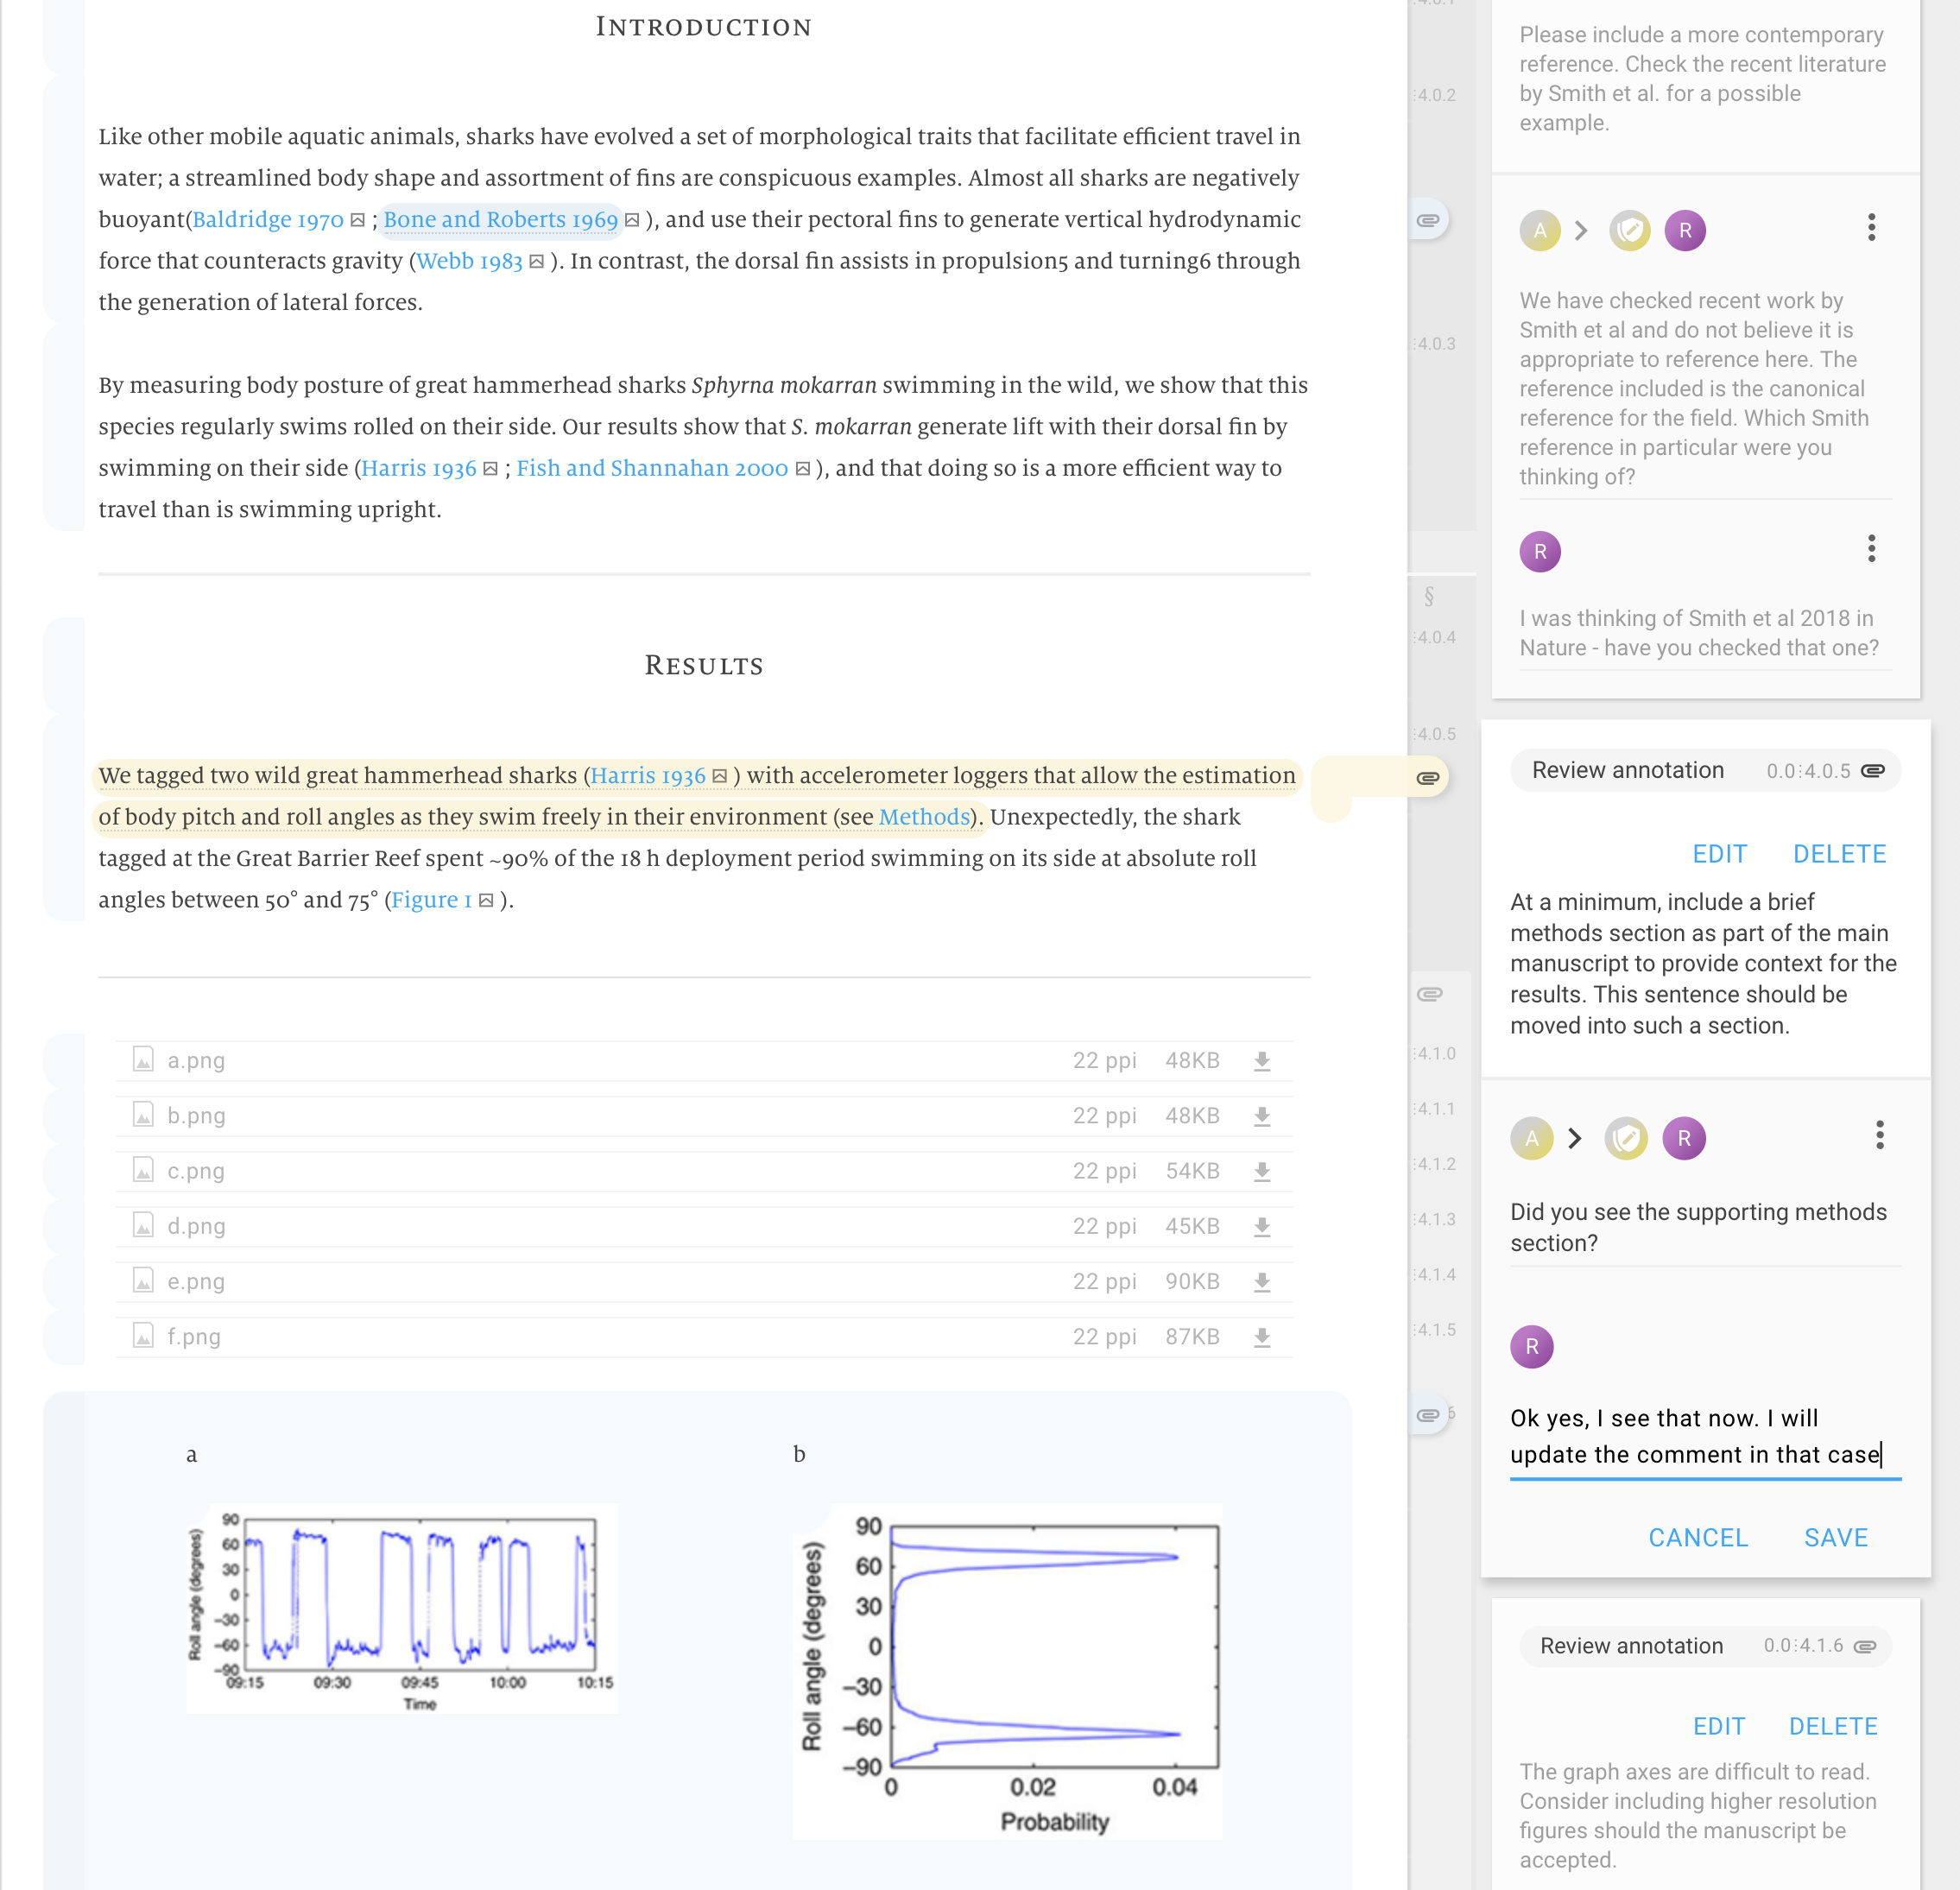 INTRODUCTION
Like other mobile aquatic animals, sharks have evolved a set of morphological traits that facilitate efficient travel in
water; a streamlined body shape and assortment of fins are conspicuous examples. Almost all sharks are negatively
buoyant(Baldridge 1970 ; Bone and Roberts 1969 ), and use their pectoral fins to generate vertical hydrodynamic
force that counteracts gravity (Webb 1983 ). In contrast, the dorsal fin assists in propulsion5 and turning6 through
the generation of lateral forces.
By measuring body posture of great hammerhead sharks Sphyrna mokarran swimming in the wild, we show that this
species regularly swims rolled on their side. Our results show that S. mokarran generate lift with their dorsal fin by
swimming on their side (Harris 1936 ; Fish and Shannahan 2000 ), and that doing so is a more efficient way to
travel than is swimming upright.
RESULTS
We tagged two wild great hammerhead sharks (Harris 1936 ) with accelerometer loggers that allow the estimation
of body pitch and roll angles as they swim freely in their environment (see Methods). Unexpectedly, the shark
tagged at the Great Barrier Reef spent ~90% of the 18 h deployment period swimming on its side at absolute roll
angles between 50° and 75° (Figure 1 ).
a.png 22 ppi 48KB
b.png 22 ppi 48KB
c.png 22 ppi 54KB
d.png 22 ppi 45KB
e.png 22 ppi 90KB
f.png 22 ppi 87KB
a
90
60
30
0
−30
−60
−90
Roll angle (degrees)
09:15 09:30 09:45 10:00 10:15
Time
b
90
60
30
0
−30
−60
−90
Roll angle (degrees)
0 0.02 0.04
Probability
⁝4.0.2
⁝4.0.3
§
⁝4.0.4
⁝4.0.5
⁝4.1.0
⁝4.1.1
⁝4.1.2
⁝4.1.3
⁝4.1.4
⁝4.1.5
6
Please include a more contemporary
reference. Check the recent literature
by Smith et al. for a possible
example.
A R
We have checked recent work by
Smith et al and do not believe it is
appropriate to reference here. The
reference included is the canonical
reference for the field. Which Smith
reference in particular were you
thinking of?
R
I was thinking of Smith et al 2018 in
Nature - have you checked that one?
Review annotation 0.0⁝4.0.5
EDIT DELETE
At a minimum, include a brief
methods section as part of the main
manuscript to provide context for the
results. This sentence should be
moved into such a section.
A R
Did you see the supporting methods
section?
R
Ok yes, I see that now. I will
update the comment in that case
CANCEL SAVE
Review annotation 0.0⁝4.1.6
EDIT DELETE
The graph axes are difficult to read.
Consider including higher resolution
figures should the manuscript be
accepted.